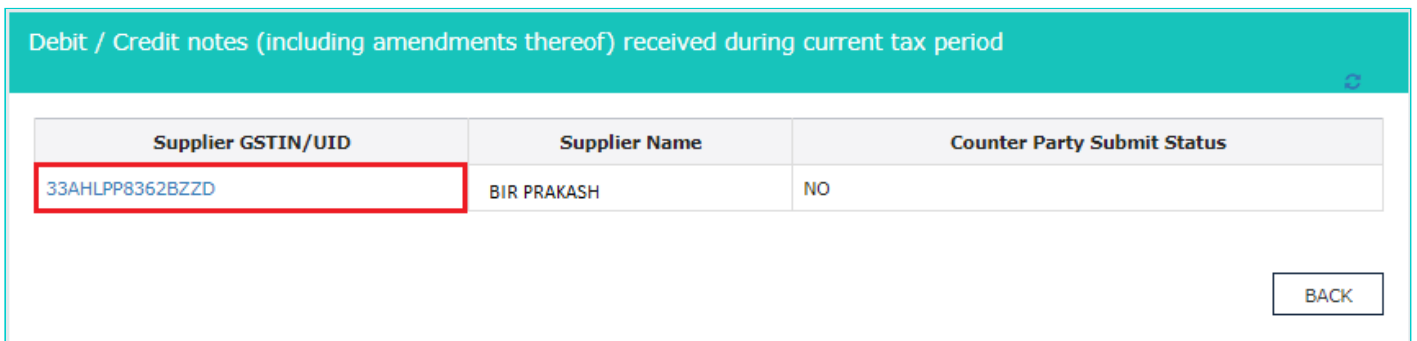 Debit / Credit notes (including amendments thereof) received during current tax period
Supplier GSTIN/UID Supplier Name Counter Party Submit Status
33AHLPP8362BZZD BIR PRAKASH NO
BACK